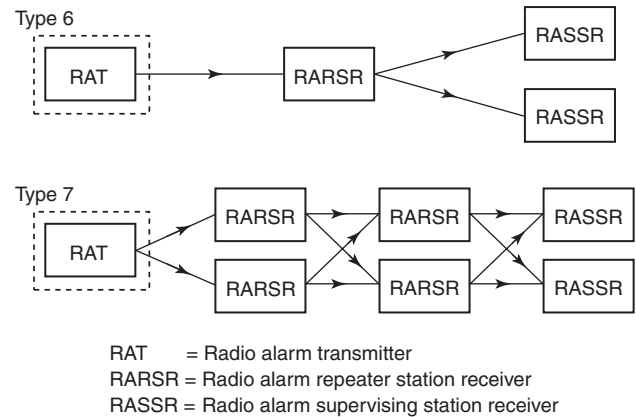 Type 6
RAT
RARSR
RASSR
RASSR
Type 7
RAT
RARSR
RARSR
RASSR
RARSR
RARSR
RASSR
RAT = Radio alarm transmitter
RARSR = Radio alarm repeater station receiver
RASSR = Radio alarm supervising station receiver